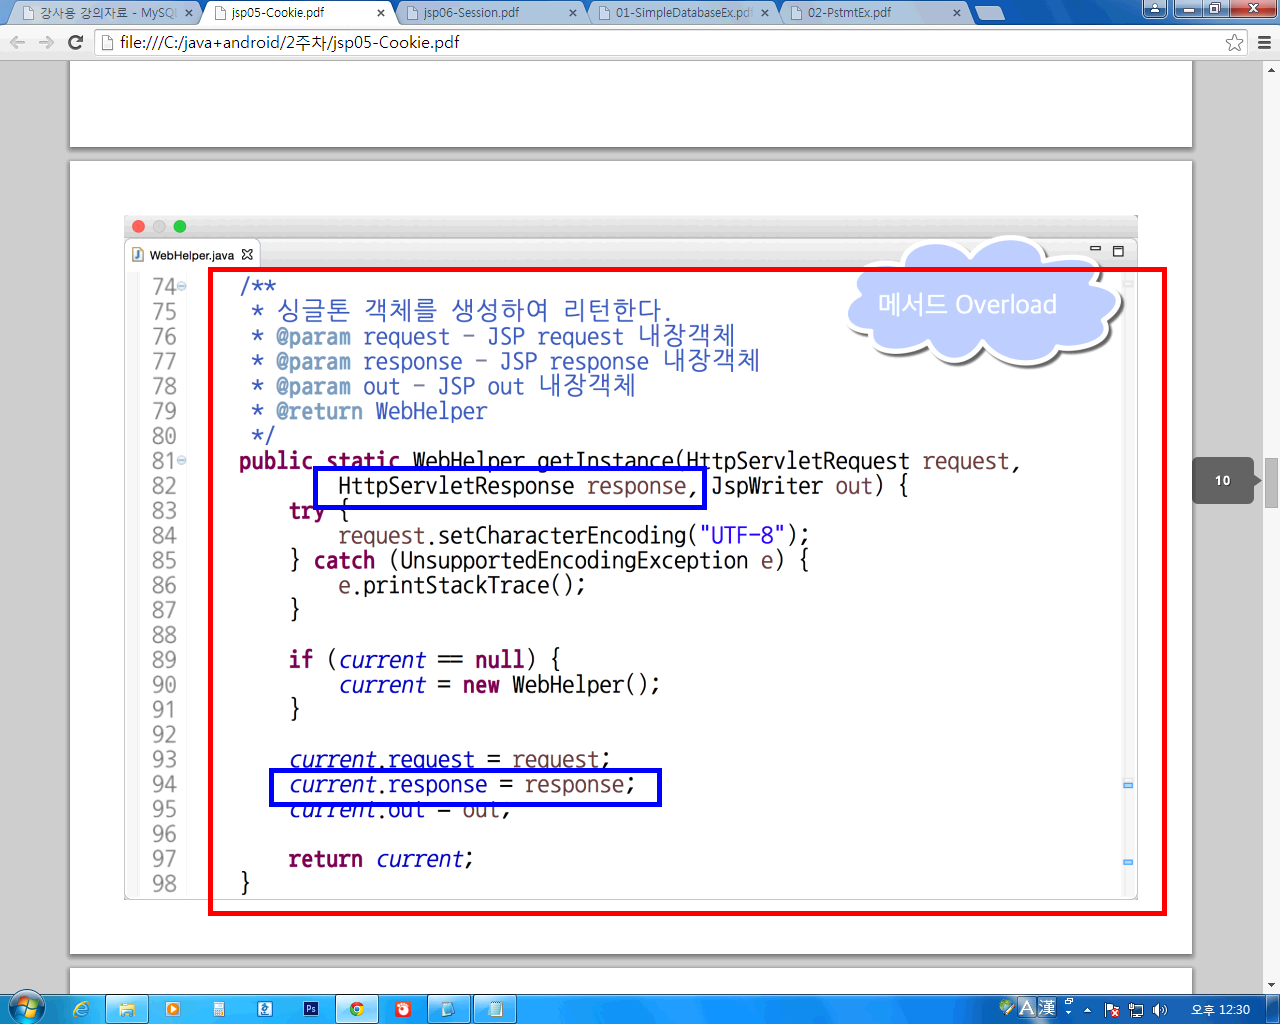 강사용 강의자료 - MySQL
jsp05-Cookie.pdf
jsp06-Session.pdf
01-SimpleDatabaseEx.pdf
02-PstmtEx.pdf
file:///C:/java+android/2주차/jsp05-Cookie.pdf
WebHelper.java
메서드 Overload
74 /**
75 * 싱글톤 객체를 생성하여 리턴한다.
76 * @param request - JSP request 내장객체
77 * @param response - JSP response 내장객체
78 * @param out - JSP out 내장객체
79 * @return WebHelper
80 */
81 public static WebHelper getInstance(HttpServletRequest request,
82 HttpServletResponse response, JspWriter out) {
83 try {
84 request.setCharacterEncoding("UTF-8");
85 } catch (UnsupportedEncodingException e) {
86 e.printStackTrace();
87 }
88
89 if (current == null) {
90 current = new WebHelper();
91 }
92
93 current.request = request;
94 current.response = response;
95 current.out = out;
96
97 return current;
98 }
10
Ps
A 漢
오후 12:30